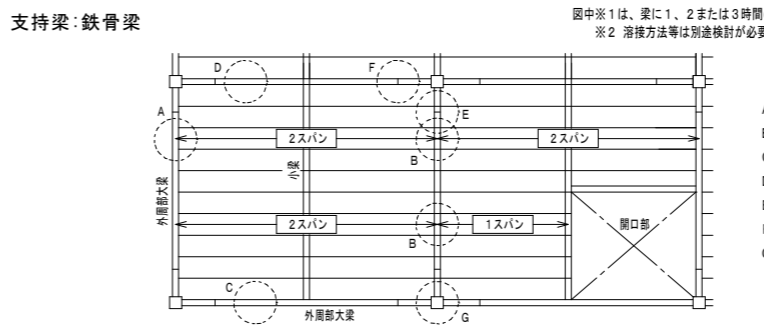 支持梁:鉄骨梁
図中※1は、梁に1、2または3時間
※2 溶接方法等は別途検討が必要
D
F
A
E
2スパン
2スパン
B
小梁
外周部大梁
2スパン
B
1スパン
開口部
C
外周部大梁
G